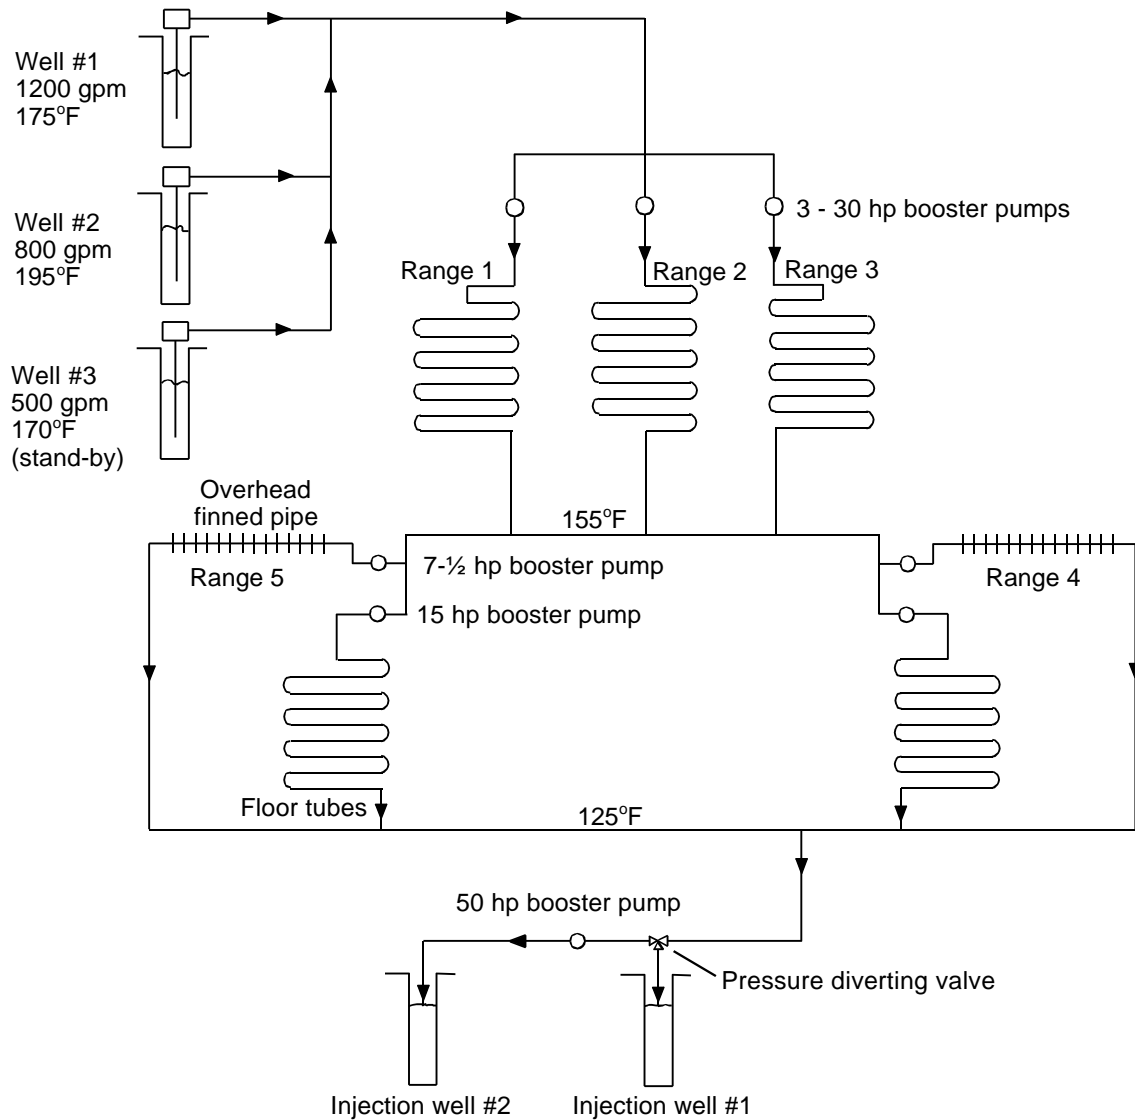 Well #1
1200 gpm
175°F
Well #2
800 gpm
195°F
Well #3
500 gpm
170°F
(stand-by)
3 - 30 hp booster pumps
Range 1
Range 2
Range 3
Overhead
finned pipe
155°F
Range 5
7-½ hp booster pump
Range 4
15 hp booster pump
Floor tubes
125°F
50 hp booster pump
Pressure diverting valve
Injection well #2
Injection well #1